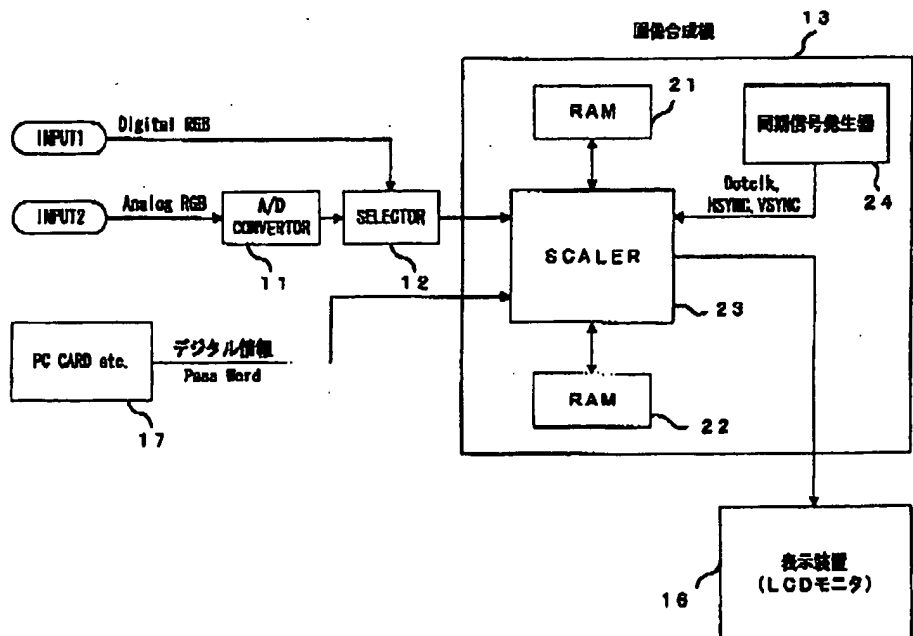 画像合成機
13
RAM
21
同期信号発生器
24
INPUT1
Digital RGB
INPUT2
Analog RGB
A/D
CONVERTOR
11
SELECTOR
12
Dotclk,
HSYNC, VSYNC
SCALER
23
PC CARD etc.
17
デジタル情報
Pass Word
RAM
22
表示装置
(LCDモニタ)
16